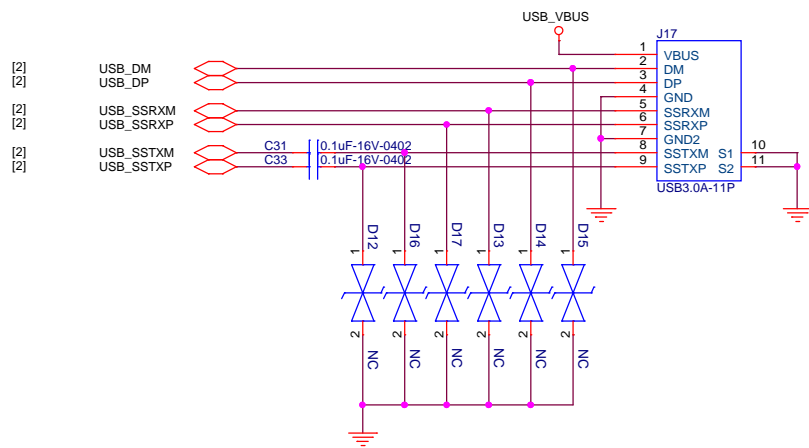 USB_VBUS
J17
[2] USB_DM 1 VBUS
[2] USB_DP 2 DM
3 DP
4 GND
[2] USB_SSRXM 5 SSRXM
[2] USB_SSRXP 6 SSRXP
7 GND2
[2] USB_SSTXM C31 0.1uF-16V-0402 8 SSTXM S1 10
[2] USB_SSTXP C33 0.1uF-16V-0402 9 SSTXP S2 11
USB3.0A-11P
D12 D16 D17 D13 D14 D15
1 1 1 1 1 1
2 2 2 2 2 2
NC NC NC NC NC NC